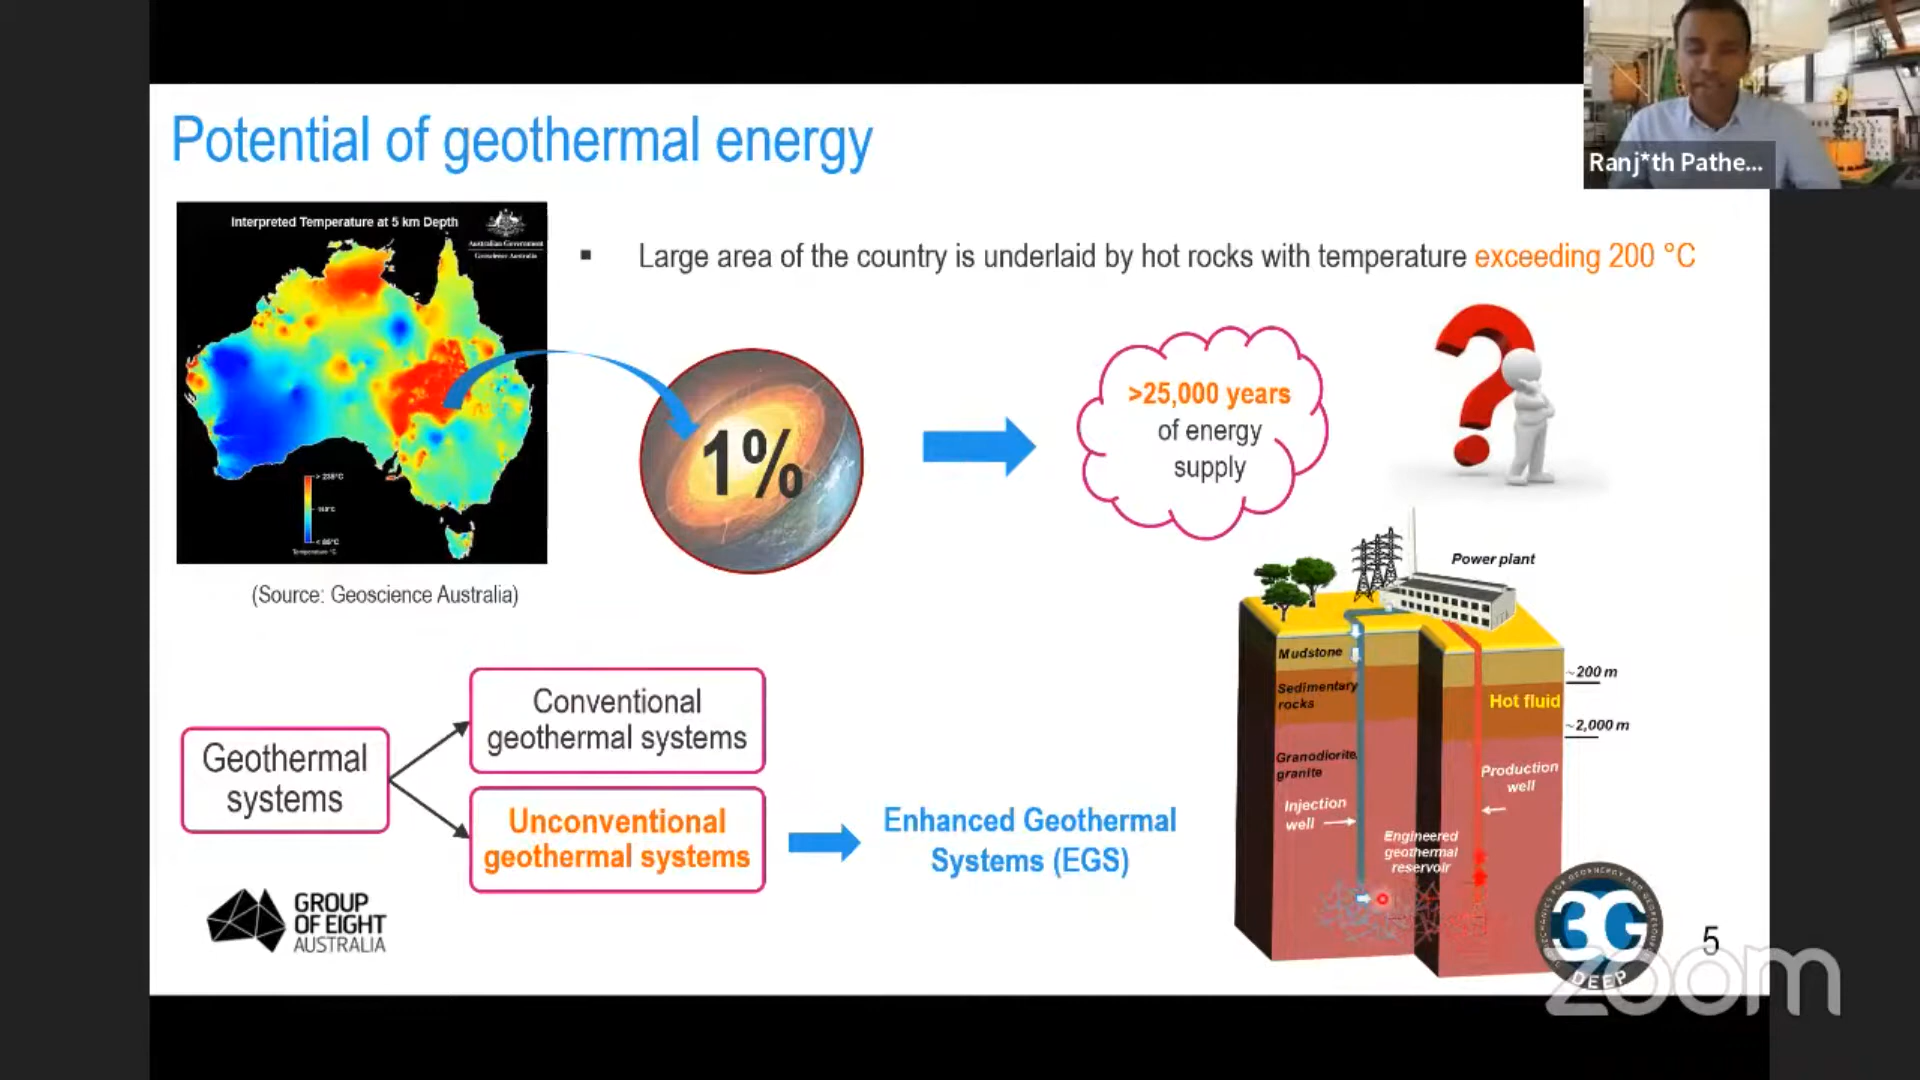 Potential of geothermal energy
Ranj*th Pathe...
Interpreted Temperature at 5 km Depth
Australian Government
Geoscience Australia
▪ Large area of the country is underlaid by hot rocks with temperature exceeding 200 °C
1%
>25,000 years
of energy
supply
> 235°C
< 85°C
Temperature °C
(Source: Geoscience Australia)
Power plant
Mudstone
Sedimentary
rocks
Granodiorite,
granite
Injection
well
Engineered
geothermal
reservoir
~200 m
Hot fluid
~2,000 m
Production
well
Geothermal
systems
Conventional
geothermal systems
Unconventional
geothermal systems
Enhanced Geothermal
Systems (EGS)
GROUP
OF EIGHT
AUSTRALIA
3G
DEEP
5
zoom